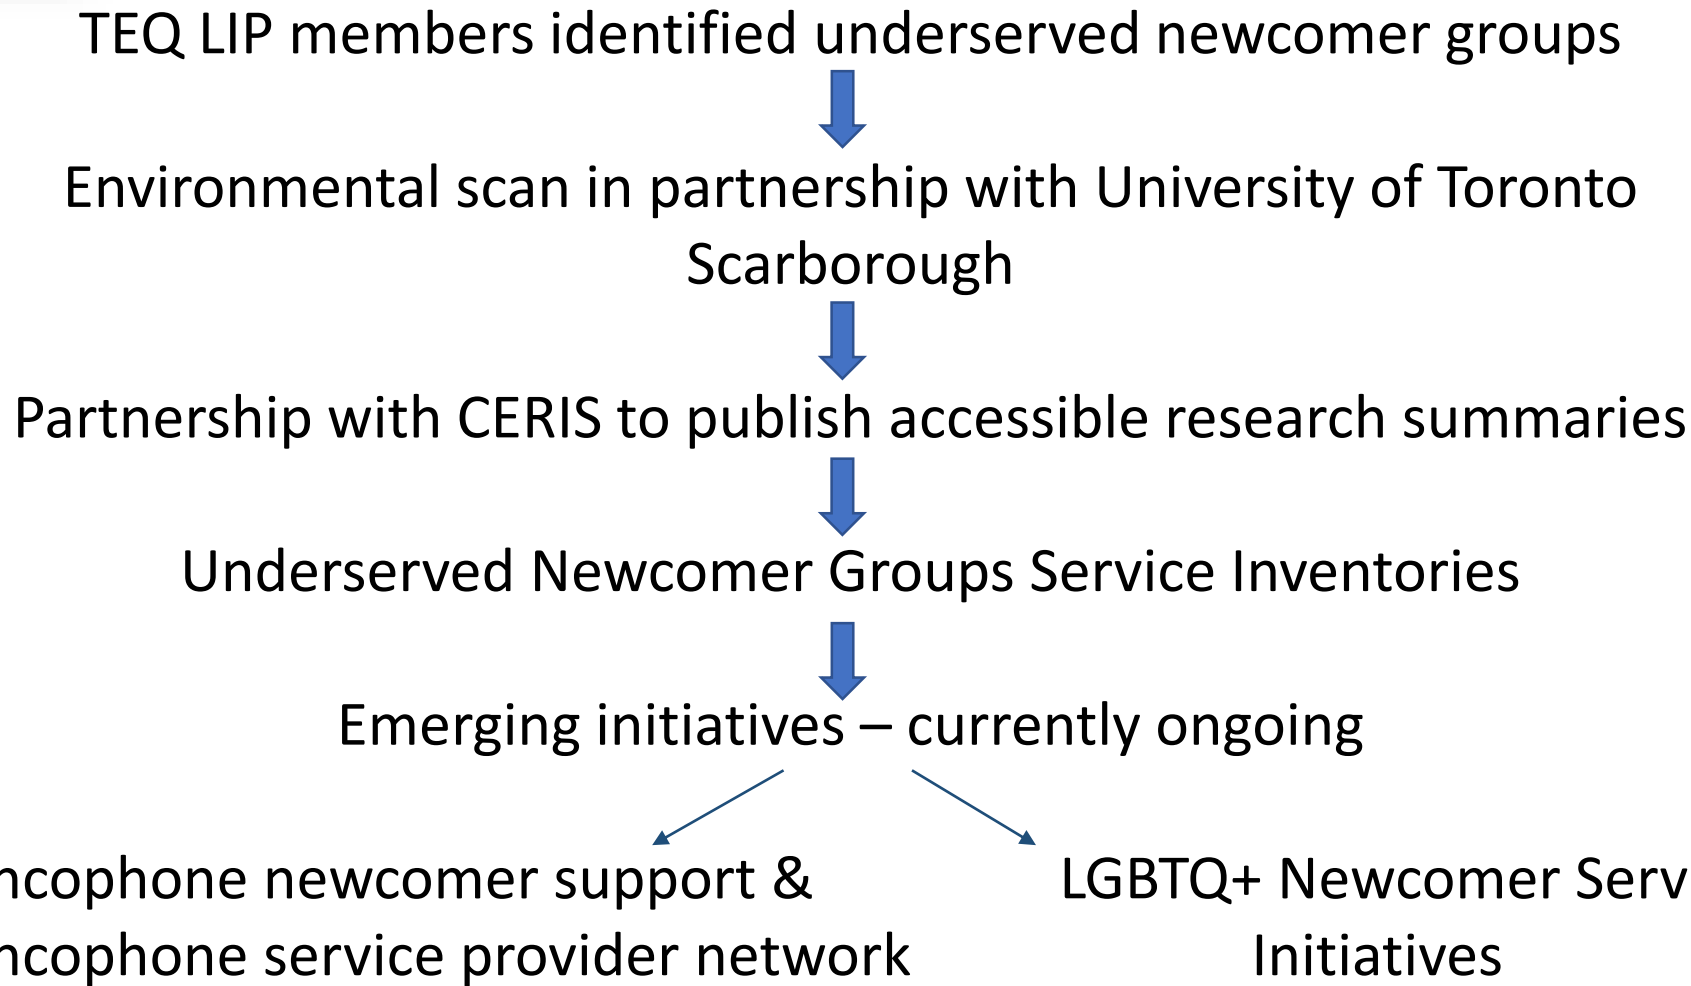 TEQ LIP members identified underserved newcomer groups
Environmental scan in partnership with University of Toronto
Scarborough
Partnership with CERIS to publish accessible research summaries
Underserved Newcomer Groups Service Inventories
Emerging initiatives – currently ongoing
ncophone newcomer support &
ncophone service provider network
LGBTQ+ Newcomer Serv
Initiatives